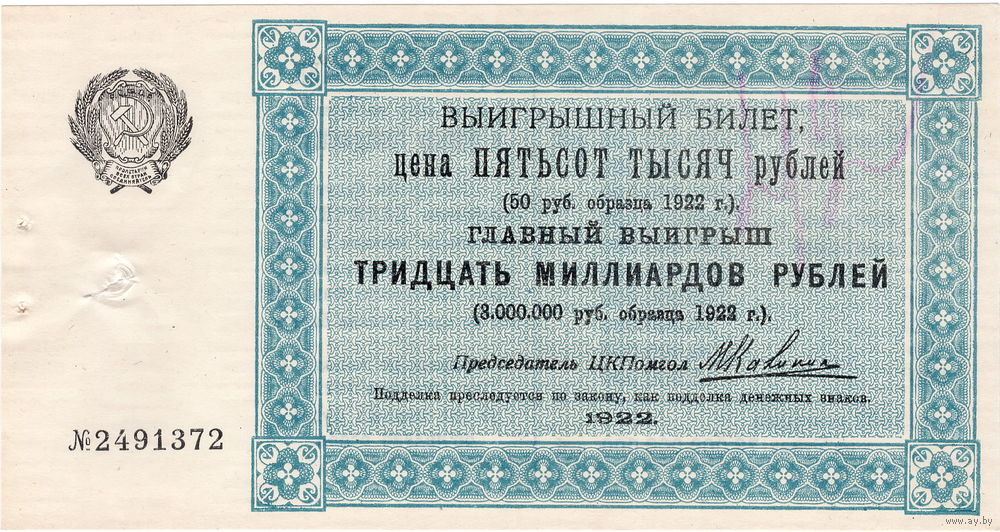 ВЫИГРЫШНЫЙ БИЛЕТ,
цена ПЯТЬСОТ ТЫСЯЧ рублей
(50 руб. образца 1922 г.).
ГЛАВНЫЙ ВЫИГРЫШ
ТРИДЦАТЬ МИЛЛИАРДОВ РУБЛЕЙ
(3.000.000 руб. образца 1922 г.).
Председатель ЦКПомгол МКалинин
Подделка преследуется по закону, как подделка денежных знаков.
1922.
№2491372
www.ay.by